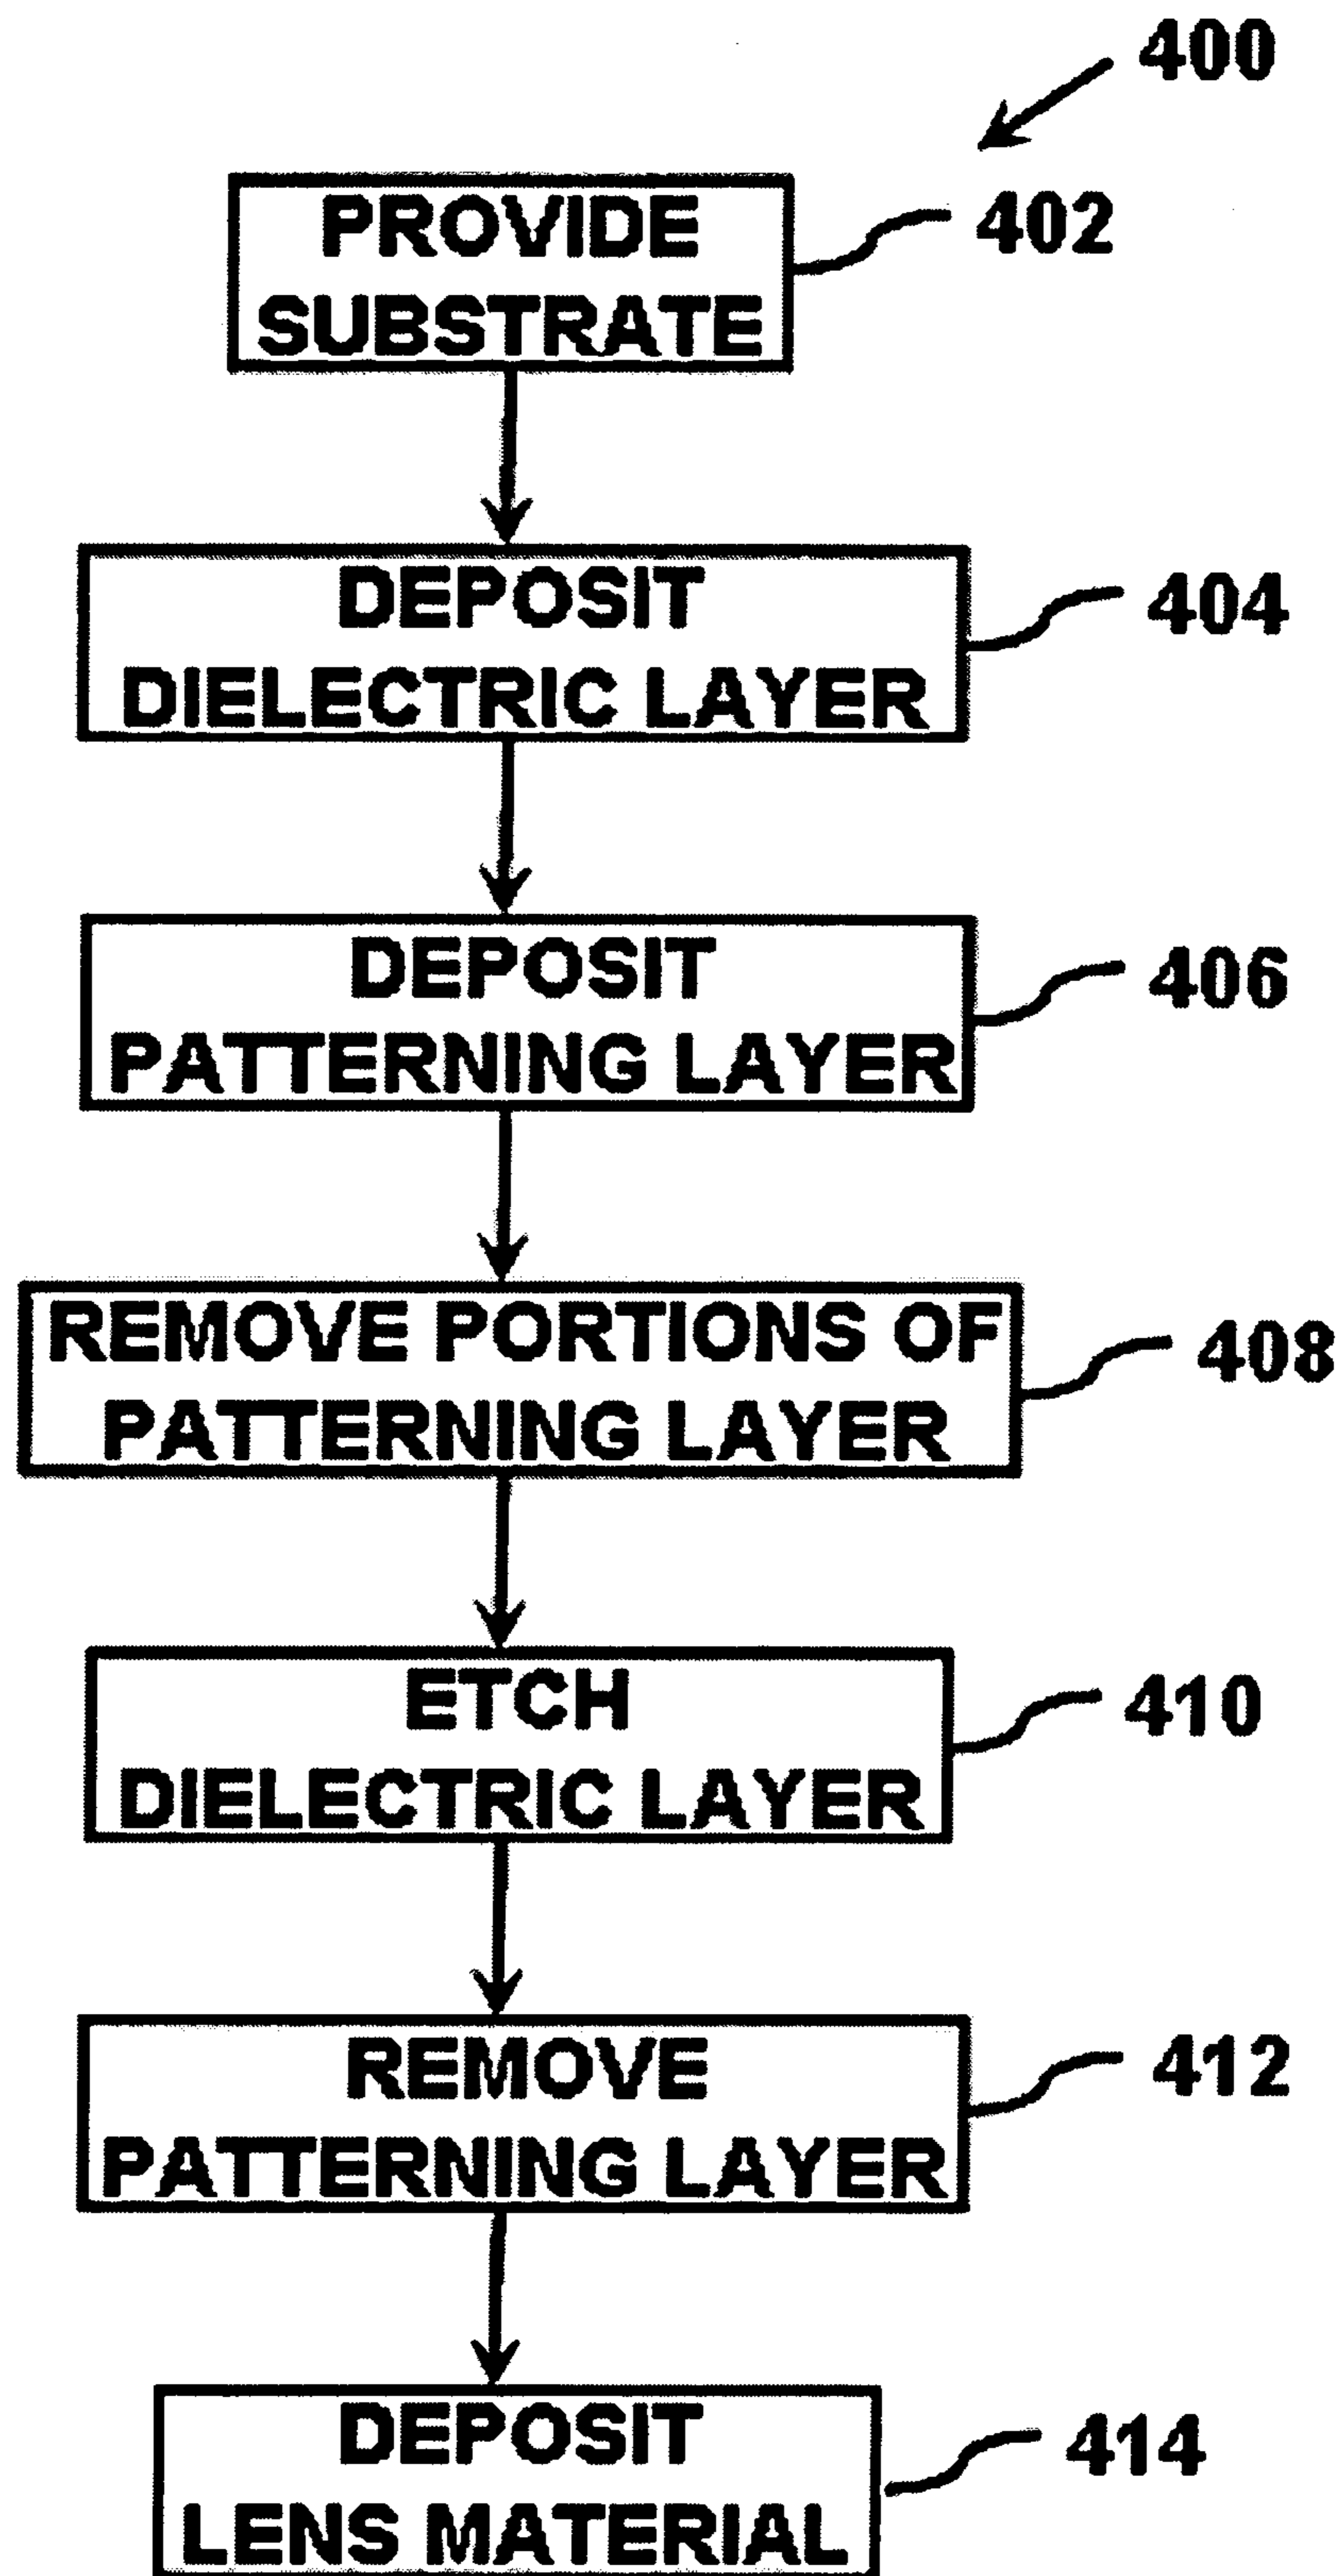 400
PROVIDE
SUBSTRATE
402
DEPOSIT
DIELECTRIC LAYER
404
DEPOSIT
PATTERNING LAYER
406
REMOVE PORTIONS OF
PATTERNING LAYER
408
ETCH
DIELECTRIC LAYER
410
REMOVE
PATTERNING LAYER
412
DEPOSIT
LENS MATERIAL
414